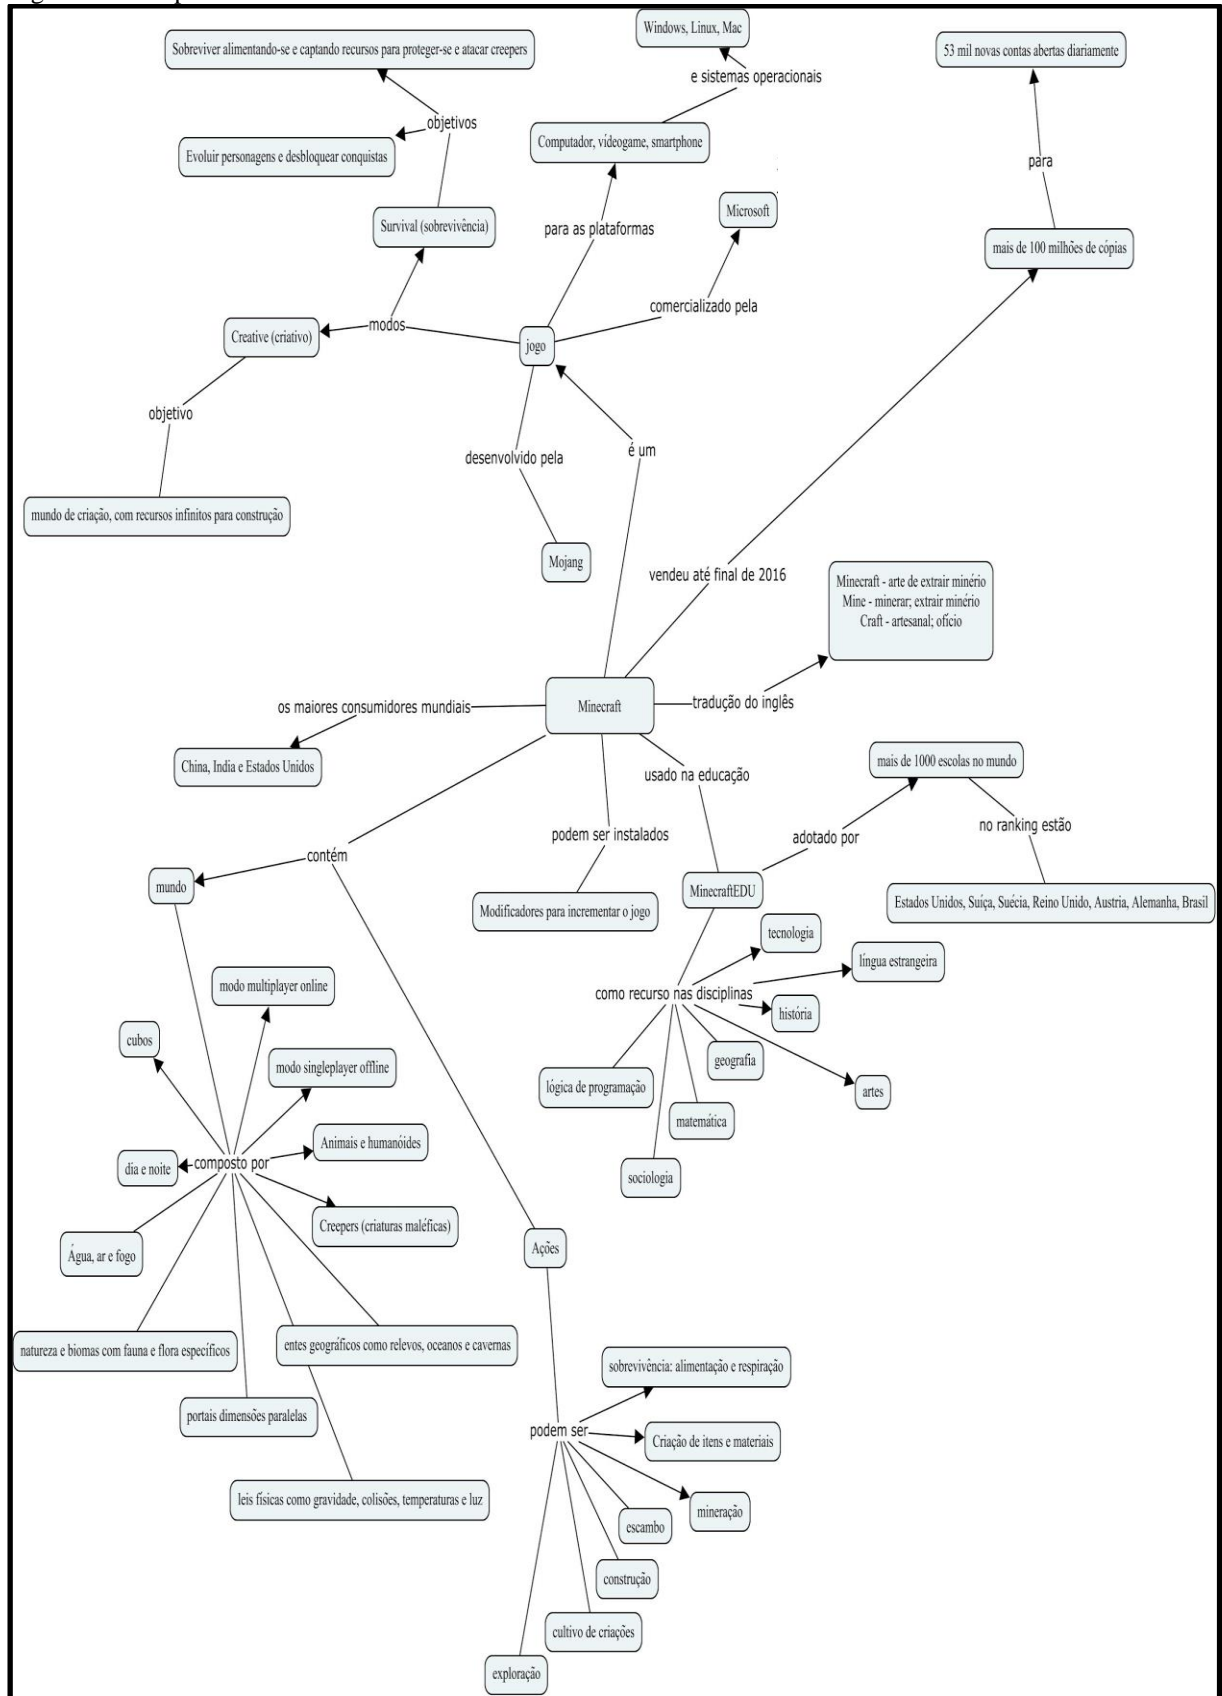 Windows, Linux, Mac
Sobreviver alimentando-se e captando recursos para proteger-se e atacar creepers
53 mil novas contas abertas diariamente
e sistemas operacionais
objetivos
Computador, vídeogame, smartphone
Evoluir personagens e desbloquear conquistas
para
Microsoft
Survival (sobrevivência)
para as plataformas
mais de 100 milhões de cópias
comercializado pela
modos
Creative (criativo)
jogo
objetivo
desenvolvido pela
é um
mundo de criação, com recursos infinitos para construção
Mojang
vendeu até final de 2016
Minecraft - arte de extrair minério
Mine - minerar; extrair minério
Craft - artesanal; ofício
os maiores consumidores mundiais
Minecraft
tradução do inglês
China, India e Estados Unidos
usado na educação
mais de 1000 escolas no mundo
podem ser instalados
adotado por
no ranking estão
contém
mundo
MinecraftEDU
Modificadores para incrementar o jogo
Estados Unidos, Suíça, Suécia, Reino Unido, Austria, Alemanha, Brasil
tecnologia
língua estrangeira
modo multiplayer online
como recurso nas disciplinas
história
cubos
geografia
modo singleplayer offline
lógica de programação
artes
matemática
Animais e humanóides
composto por
dia e noite
sociologia
Creepers (criaturas maléficas)
Água, ar e fogo
Ações
natureza e biomas com fauna e flora específicos
entes geográficos como relevos, oceanos e cavernas
sobrevivência: alimentação e respiração
portais dimensões paralelas
podem ser
Criação de itens e materiais
leis físicas como gravidade, colisões, temperaturas e luz
mineração
escambo
construção
cultivo de criações
exploração